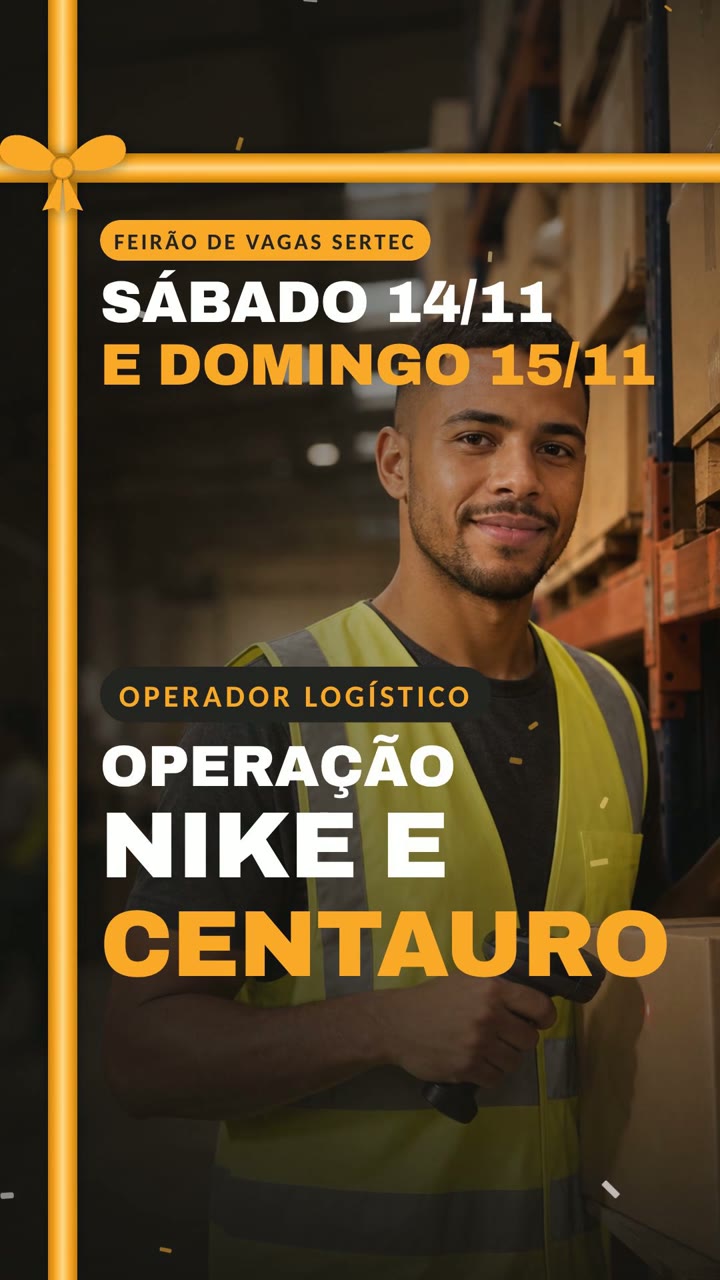 FEIRÃO DE VAGAS SERTEC
SÁBADO 14/11
E DOMINGO 15/11
OPERADOR LOGÍSTICO
OPERAÇÃO
NIKE E
CENTAURO